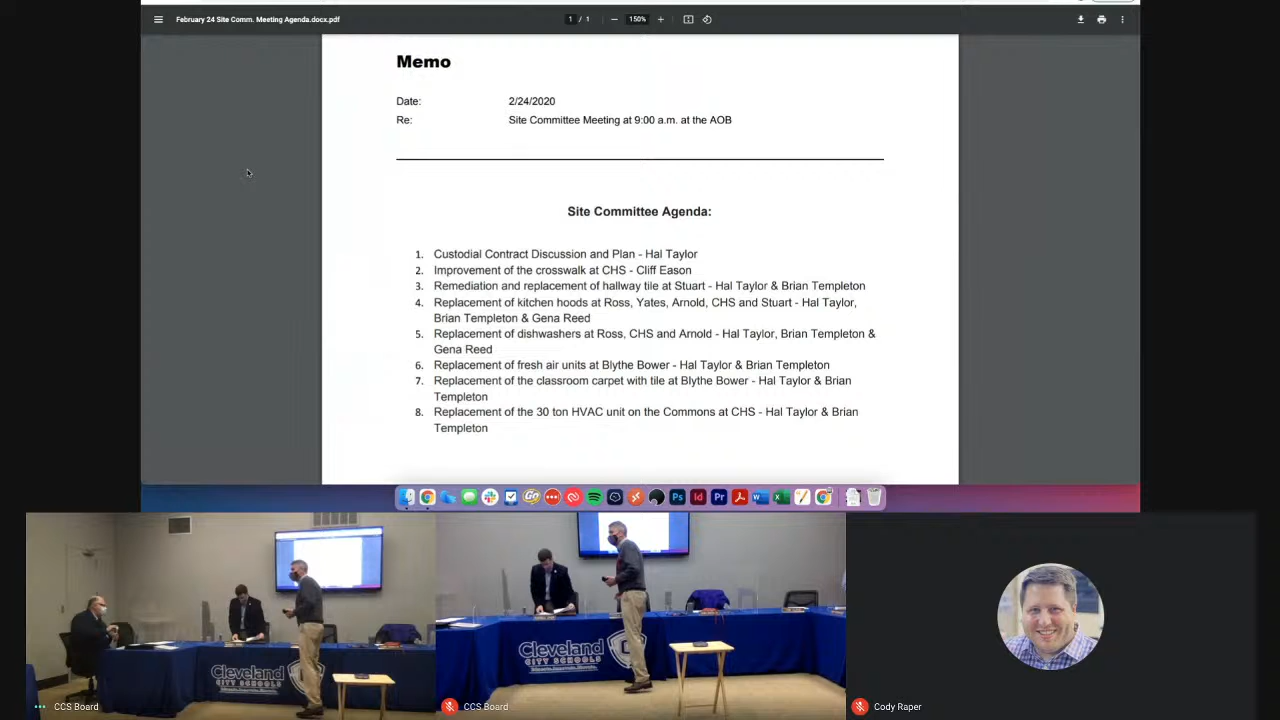 February 24 Site Comm. Meeting Agenda.docx.pdf
1 / 1
150%
Memo
Date: 2/24/2020
Re: Site Committee Meeting at 9:00 a.m. at the AOB
Site Committee Agenda:
1. Custodial Contract Discussion and Plan - Hal Taylor
2. Improvement of the crosswalk at CHS - Cliff Eason
3. Remediation and replacement of hallway tile at Stuart - Hal Taylor & Brian Templeton
4. Replacement of kitchen hoods at Ross, Yates, Arnold, CHS and Stuart - Hal Taylor,
Brian Templeton & Gena Reed
5. Replacement of dishwashers at Ross, CHS and Arnold - Hal Taylor, Brian Templeton &
Gena Reed
6. Replacement of fresh air units at Blythe Bower - Hal Taylor & Brian Templeton
7. Replacement of the classroom carpet with tile at Blythe Bower - Hal Taylor & Brian
Templeton
8. Replacement of the 30 ton HVAC unit on the Commons at CHS - Hal Taylor & Brian
Templeton
Go
Ps
Id
Pr
Cleveland
CITY SCHOOLS
CCS Board
Cleveland
CITY SCHOOLS
CCS Board
Cody Raper